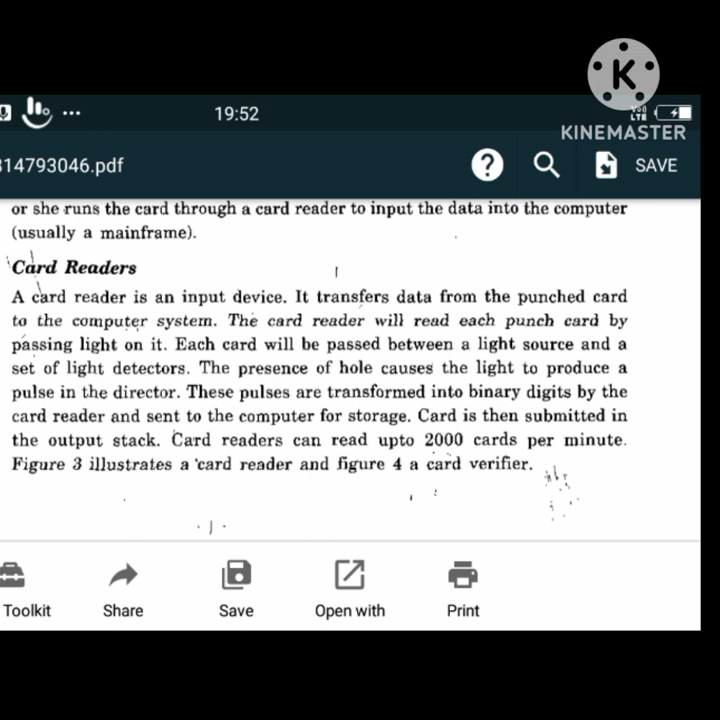 19:52
VoD
LTE
K
KINEMASTER
314793046.pdf
? SAVE
or she runs the card through a card reader to input the data into the computer
(usually a mainframe).
Card Readers
A card reader is an input device. It transfers data from the punched card
to the computer system. The card reader will read each punch card by
passing light on it. Each card will be passed between a light source and a
set of light detectors. The presence of hole causes the light to produce a
pulse in the director. These pulses are transformed into binary digits by the
card reader and sent to the computer for storage. Card is then submitted in
the output stack. Card readers can read upto 2000 cards per minute.
Figure 3 illustrates a card reader and figure 4 a card verifier.
Toolkit Share Save Open with Print